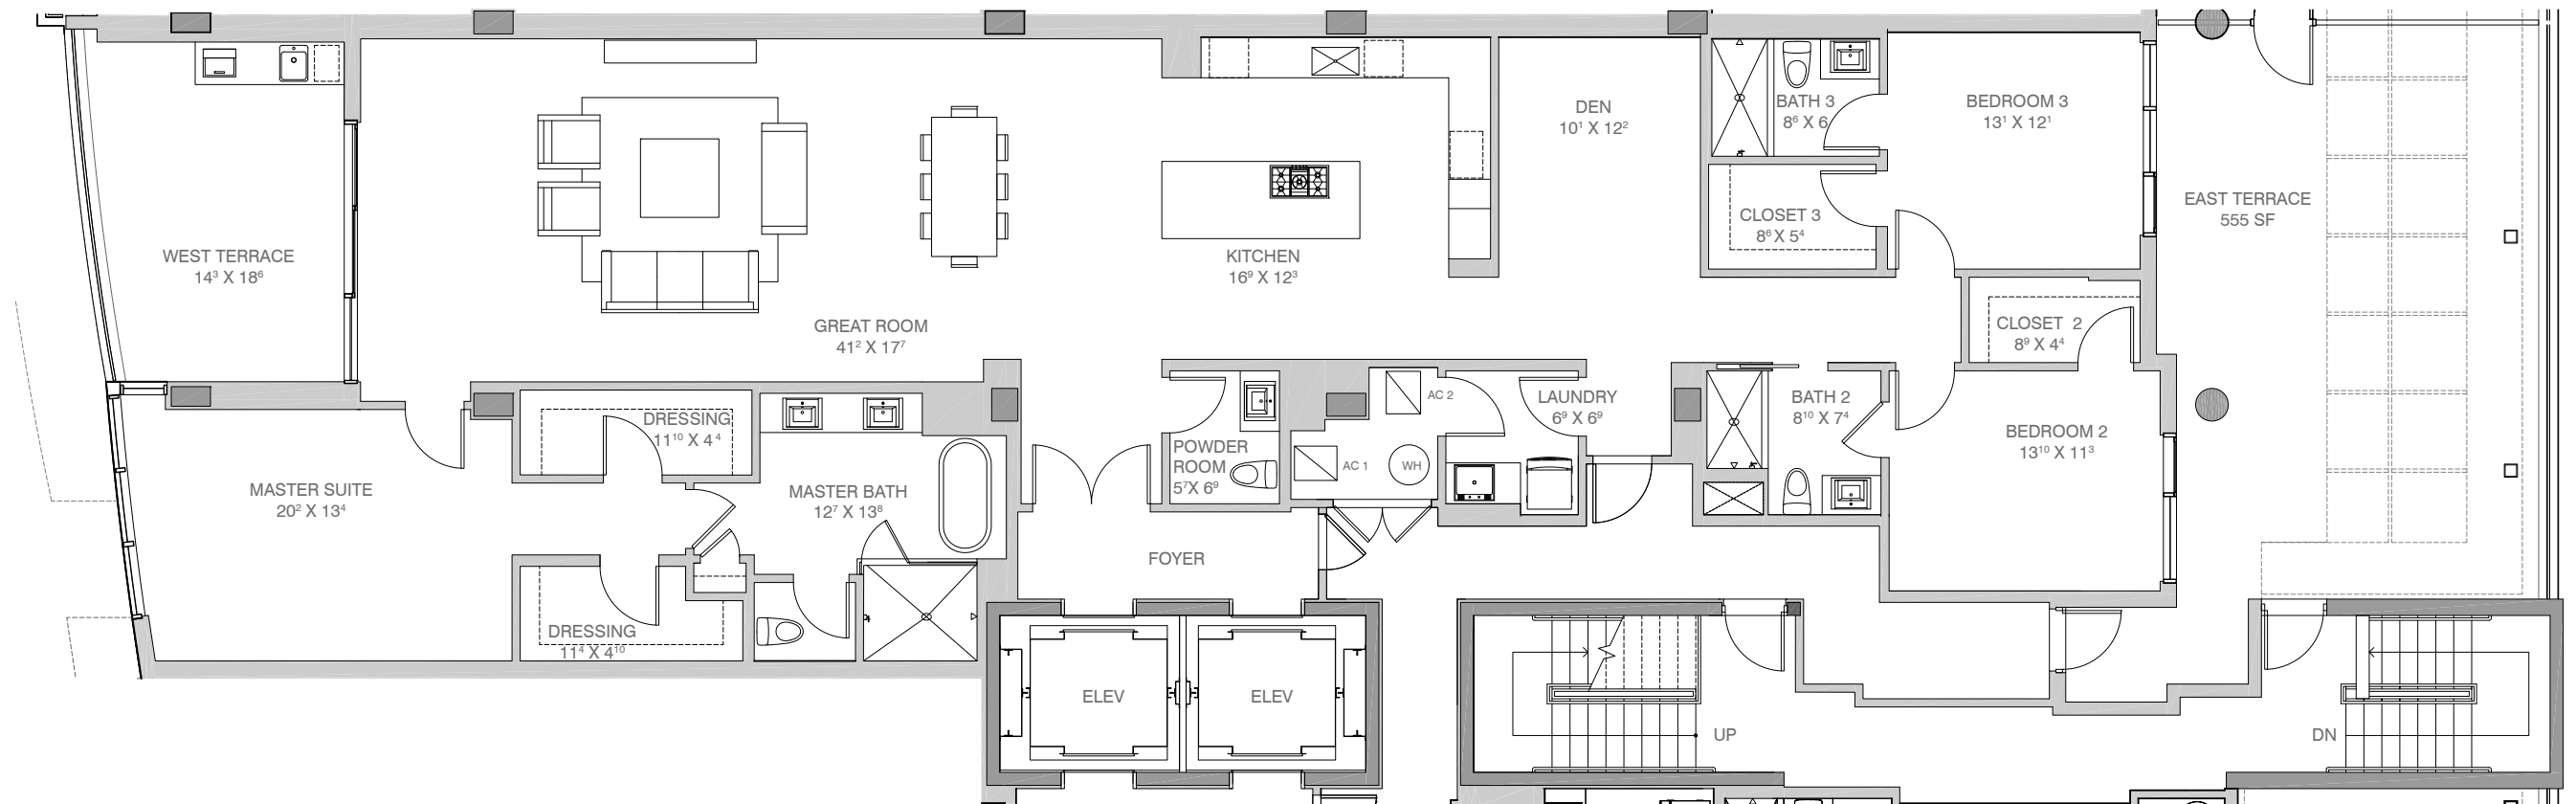 WEST TERRACE
14³ X 18⁶
GREAT ROOM
41² X 17⁷
KITCHEN
16⁹ X 12³
DEN
10¹ X 12²
BATH 3
8⁶ X 6
CLOSET 3
8⁶ X 5⁴
BEDROOM 3
13¹ X 12¹
EAST TERRACE
555 SF
CLOSET 2
8⁹ X 4⁴
MASTER SUITE
20² X 13⁴
DRESSING
11¹⁰ X 4⁴
DRESSING
11⁴ X 4¹⁰
MASTER BATH
12⁷ X 13⁸
POWDER
ROOM
5⁷X 6⁹
AC 2
AC 1
WH
LAUNDRY
6⁹ X 6⁹
BATH 2
8¹⁰ X 7⁴
BEDROOM 2
13¹⁰ X 11³
FOYER
ELEV
ELEV
UP
DN